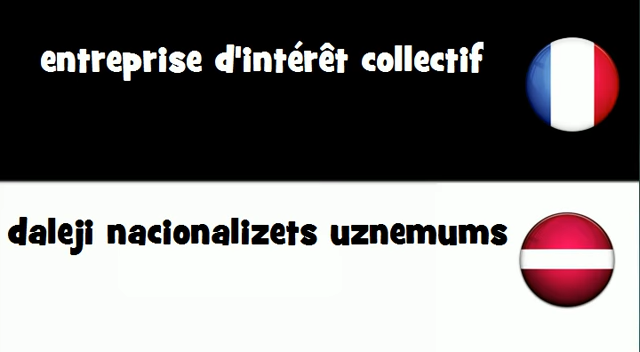 entreprise d'intérêt collectif
daleji nacionalizets uznemums